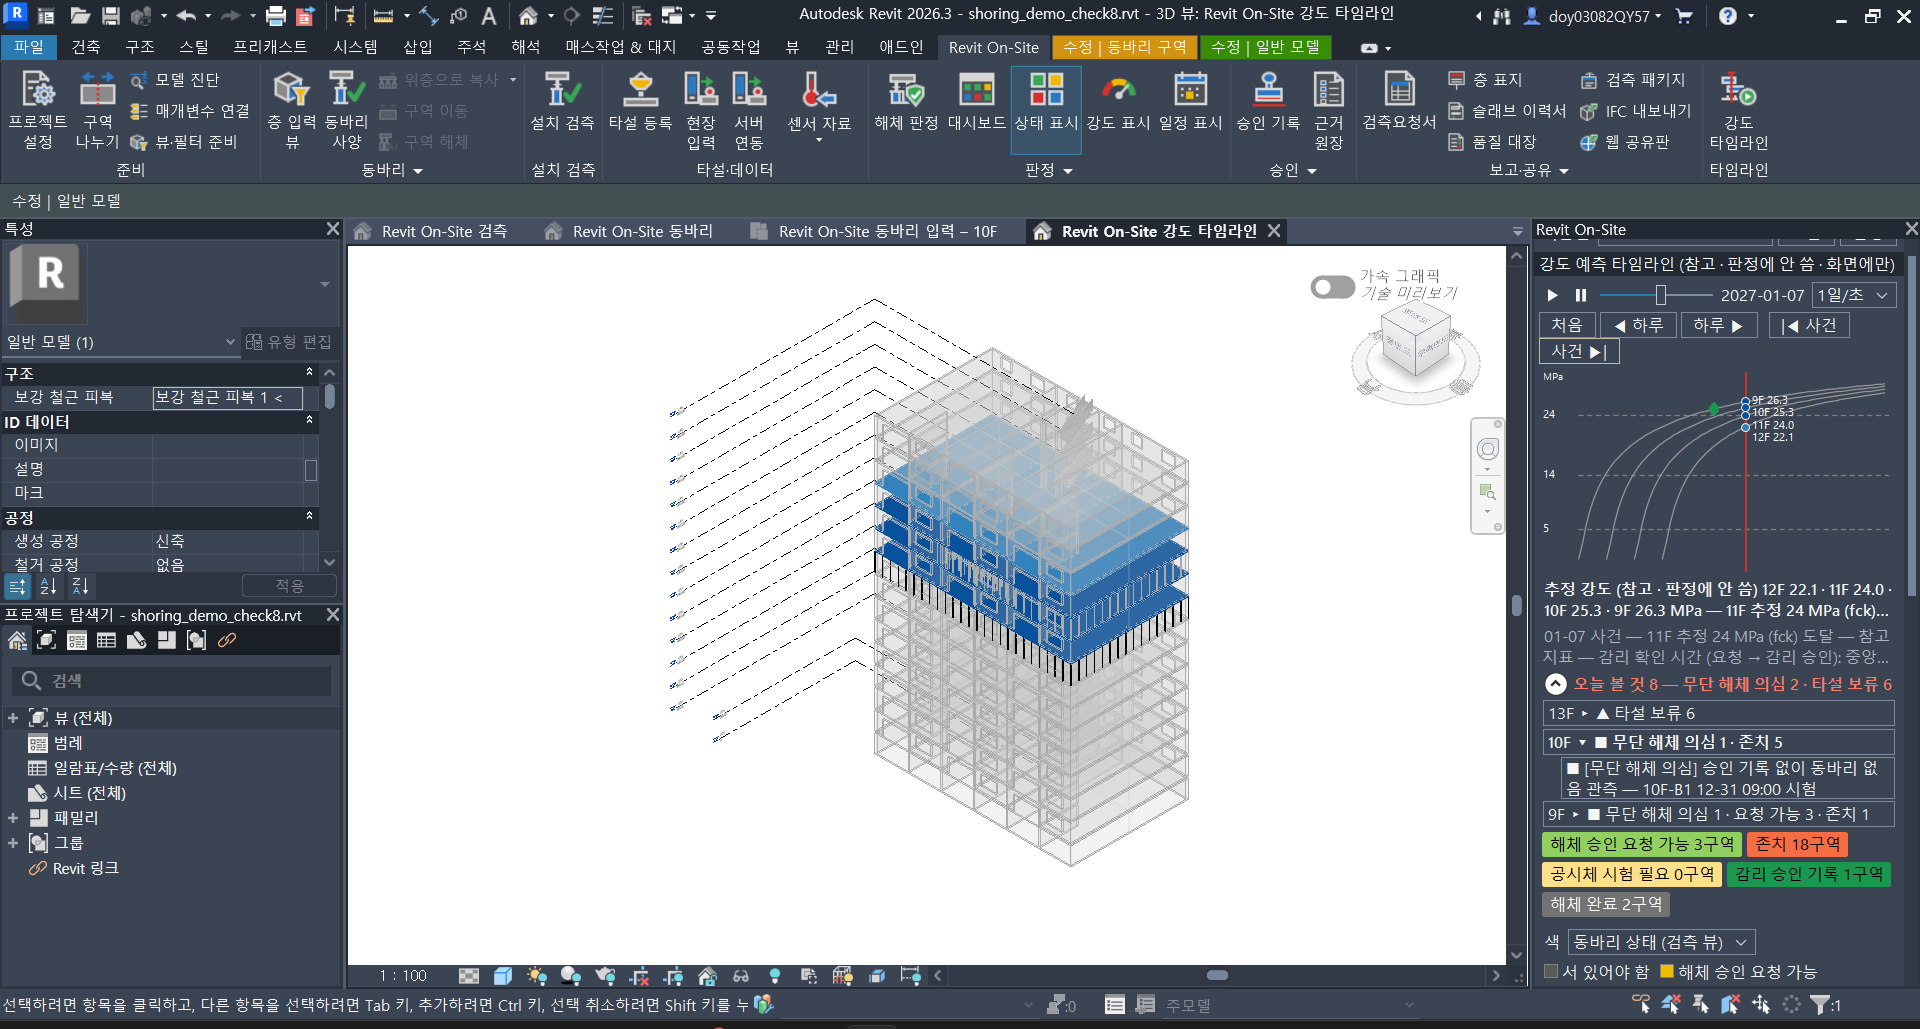 Autodesk Revit 2026.3 - shoring_demo_check8.rvt - 3D 뷰: Revit On-Site 강도 타임라인
doy03082QY57
파일 건축 구조 스틸 프리캐스트 시스템 삽입 주석 해석 매스작업 & 대지 공동작업 뷰 관리 애드인 Revit On-Site 수정 | 동바리 구역 수정 | 일반 모델
프로젝트 설정
구역 나누기
모델 진단
매개변수 연결
뷰·필터 준비
준비
층 입력 뷰
동바리 사양
위층으로 복사
구역 이동
구역 해체
동바리
설치 검측
설치 검측
타설 등록
현장 입력
서버 연동
센서 자료
타설·데이터
해체 판정
대시보드
상태 표시
강도 표시
일정 표시
판정
승인 기록
근거 원장
승인
검측요청서
층 표지
슬래브 이력서
품질 대장
검측 패키지
IFC 내보내기
웹 공유판
보고·공유
강도 타임라인
타임라인
수정 | 일반 모델
특성
R
일반 모델 (1)
유형 편집
구조
보강 철근 피복 보강 철근 피복 1 <
ID 데이터
이미지
설명
마크
공정
생성 공정 신축
철거 공정 없음
적용
프로젝트 탐색기 - shoring_demo_check8.rvt
검색
뷰 (전체)
범례
일람표/수량 (전체)
시트 (전체)
패밀리
그룹
Revit 링크
Revit On-Site 검측
Revit On-Site 동바리
Revit On-Site 동바리 입력 – 10F
Revit On-Site 강도 타임라인
가속 그래픽
기술 미리보기
1 : 100
Revit On-Site
강도 예측 타임라인 (참고 · 판정에 안 씀 · 화면에만)
2027-01-07 1일/초
처음 ◀ 하루 하루 ▶ |◀ 사건
사건 ▶|
MPa
24
14
5
9F 26.3
10F 25.3
11F 24.0
12F 22.1
추정 강도 (참고 · 판정에 안 씀) 12F 22.1 · 11F 24.0 ·
10F 25.3 · 9F 26.3 MPa — 11F 추정 24 MPa (fck)...
01-07 사건 — 11F 추정 24 MPa (fck) 도달 — 참고
지표 — 감리 확인 시간 (요청 → 감리 승인): 중앙...
오늘 볼 것 8 — 무단 해체 의심 2 · 타설 보류 6
13F ▸ ▲ 타설 보류 6
10F ▾ ■ 무단 해체 의심 1 · 존치 5
■ [무단 해체 의심] 승인 기록 없이 동바리 없
음 관측 — 10F-B1 12-31 09:00 시험
9F ▸ ■ 무단 해체 의심 1 · 요청 가능 3 · 존치 1
해체 승인 요청 가능 3구역 존치 18구역
공시체 시험 필요 0구역 감리 승인 기록 1구역
해체 완료 2구역
색 동바리 상태 (검측 뷰)
서 있어야 함 해체 승인 요청 가능
선택하려면 항목을 클릭하고, 다른 항목을 선택하려면 Tab 키, 추가하려면 Ctrl 키, 선택 취소하려면 Shift 키를 누
:0
주모델
:1